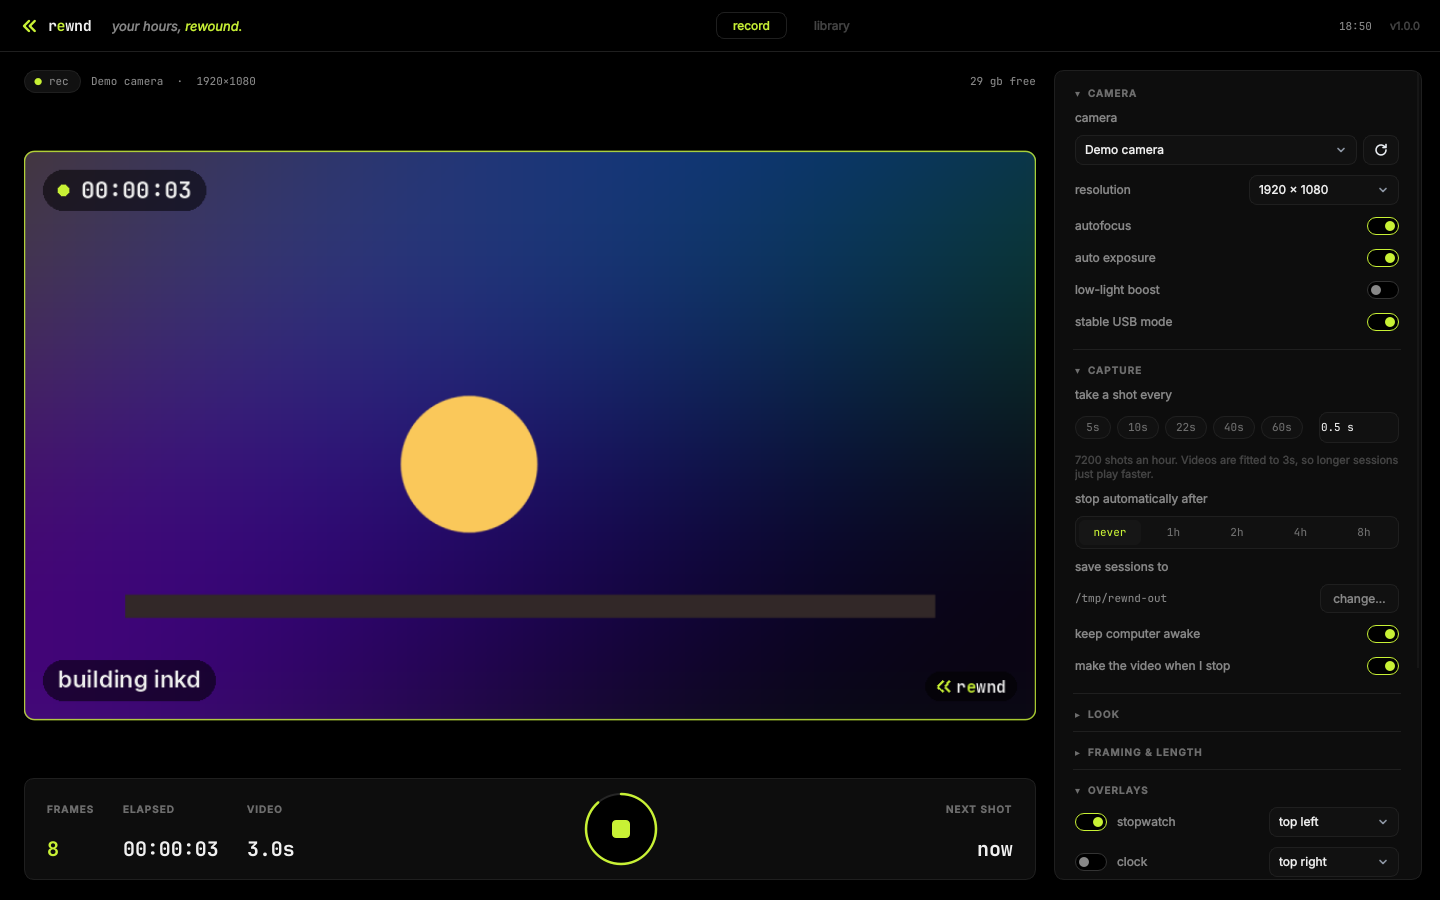 rewnd your hours, rewound. record library 18:50 v1.0.0
rec Demo camera · 1920×1080 29 gb free
00:00:03
building inkd
rewnd
FRAMES ELAPSED VIDEO NEXT SHOT
8 00:00:03 3.0s now
CAMERA
camera
Demo camera
resolution 1920 × 1080
autofocus
auto exposure
low-light boost
stable USB mode
CAPTURE
take a shot every
5s 10s 22s 40s 60s 0.5 s
7200 shots an hour. Videos are fitted to 3s, so longer sessions
just play faster.
stop automatically after
never 1h 2h 4h 8h
save sessions to
/tmp/rewnd-out change...
keep computer awake
make the video when I stop
LOOK
FRAMING & LENGTH
OVERLAYS
stopwatch top left
clock top right